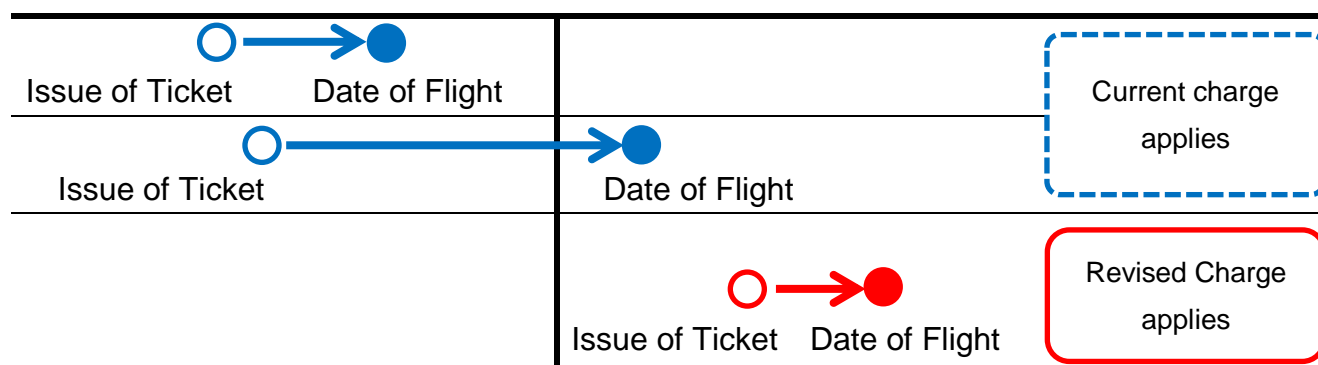 Issue of Ticket
Date of Flight
Current charge
applies
Issue of Ticket
Date of Flight
Revised Charge
applies
Issue of Ticket
Date of Flight